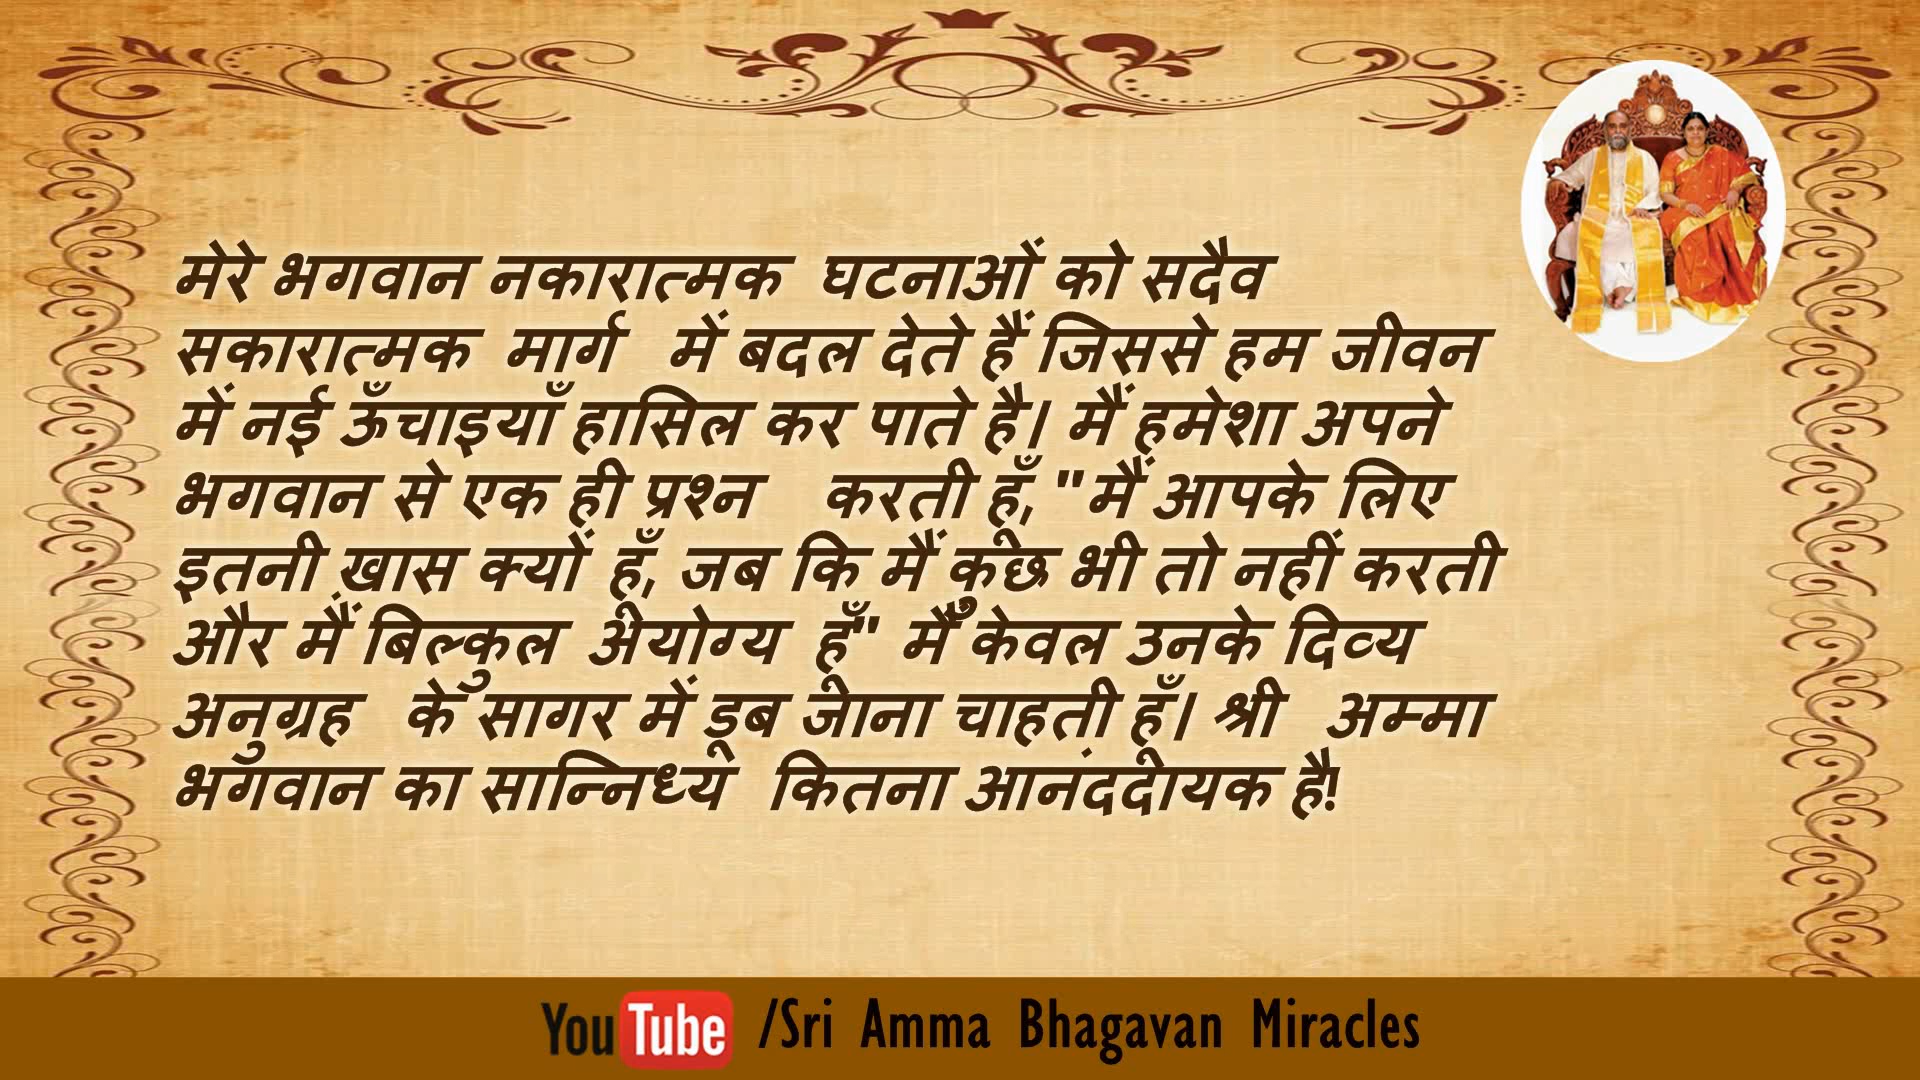 मेरे भगवान नकारात्मक घटनाओं को सदैव
सकारात्मक मार्ग में बदल देते हैं जिससे हम जीवन
में नई ऊँचाइयाँ हासिल कर पाते है। मैं हमेशा अपने
भगवान से एक ही प्रश्न करती हूँ, "मैं आपके लिए
इतनी ख़ास क्यों हूँ, जब कि मैं कुछ भी तो नहीं करती
और मैं बिल्कुल अयोग्य हूँ" मैं केवल उनके दिव्य
अनुग्रह के सागर में डूब जाना चाहती हूँ। श्री अम्मा
भगवान का सान्निध्य कितना आनंददायक है!
YouTube /Sri Amma Bhagavan Miracles